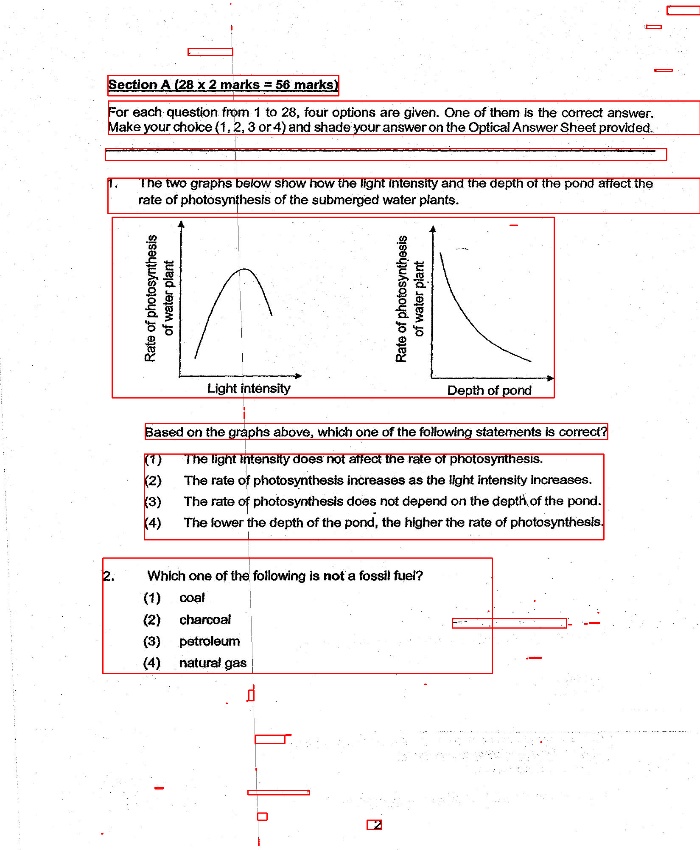 Section A (28 x 2 marks = 56 marks)
For each question from 1 to 28, four options are given. One of them is the correct answer.
Make your choice (1, 2, 3 or 4) and shade your answer on the Optical Answer Sheet provided.
1. The two graphs below show how the light intensity and the depth of the pond affect the
rate of photosynthesis of the submerged water plants.
Rate of photosynthesis
of water plant
Light intensity
Rate of photosynthesis
of water plant
Depth of pond
Based on the graphs above, which one of the following statements is correct?
(1) The light intensity does not affect the rate of photosynthesis.
(2) The rate of photosynthesis increases as the light intensity increases.
(3) The rate of photosynthesis does not depend on the depth of the pond.
(4) The lower the depth of the pond, the higher the rate of photosynthesis.
2. Which one of the following is not a fossil fuel?
(1) coal
(2) charcoal
(3) petroleum
(4) natural gas
2